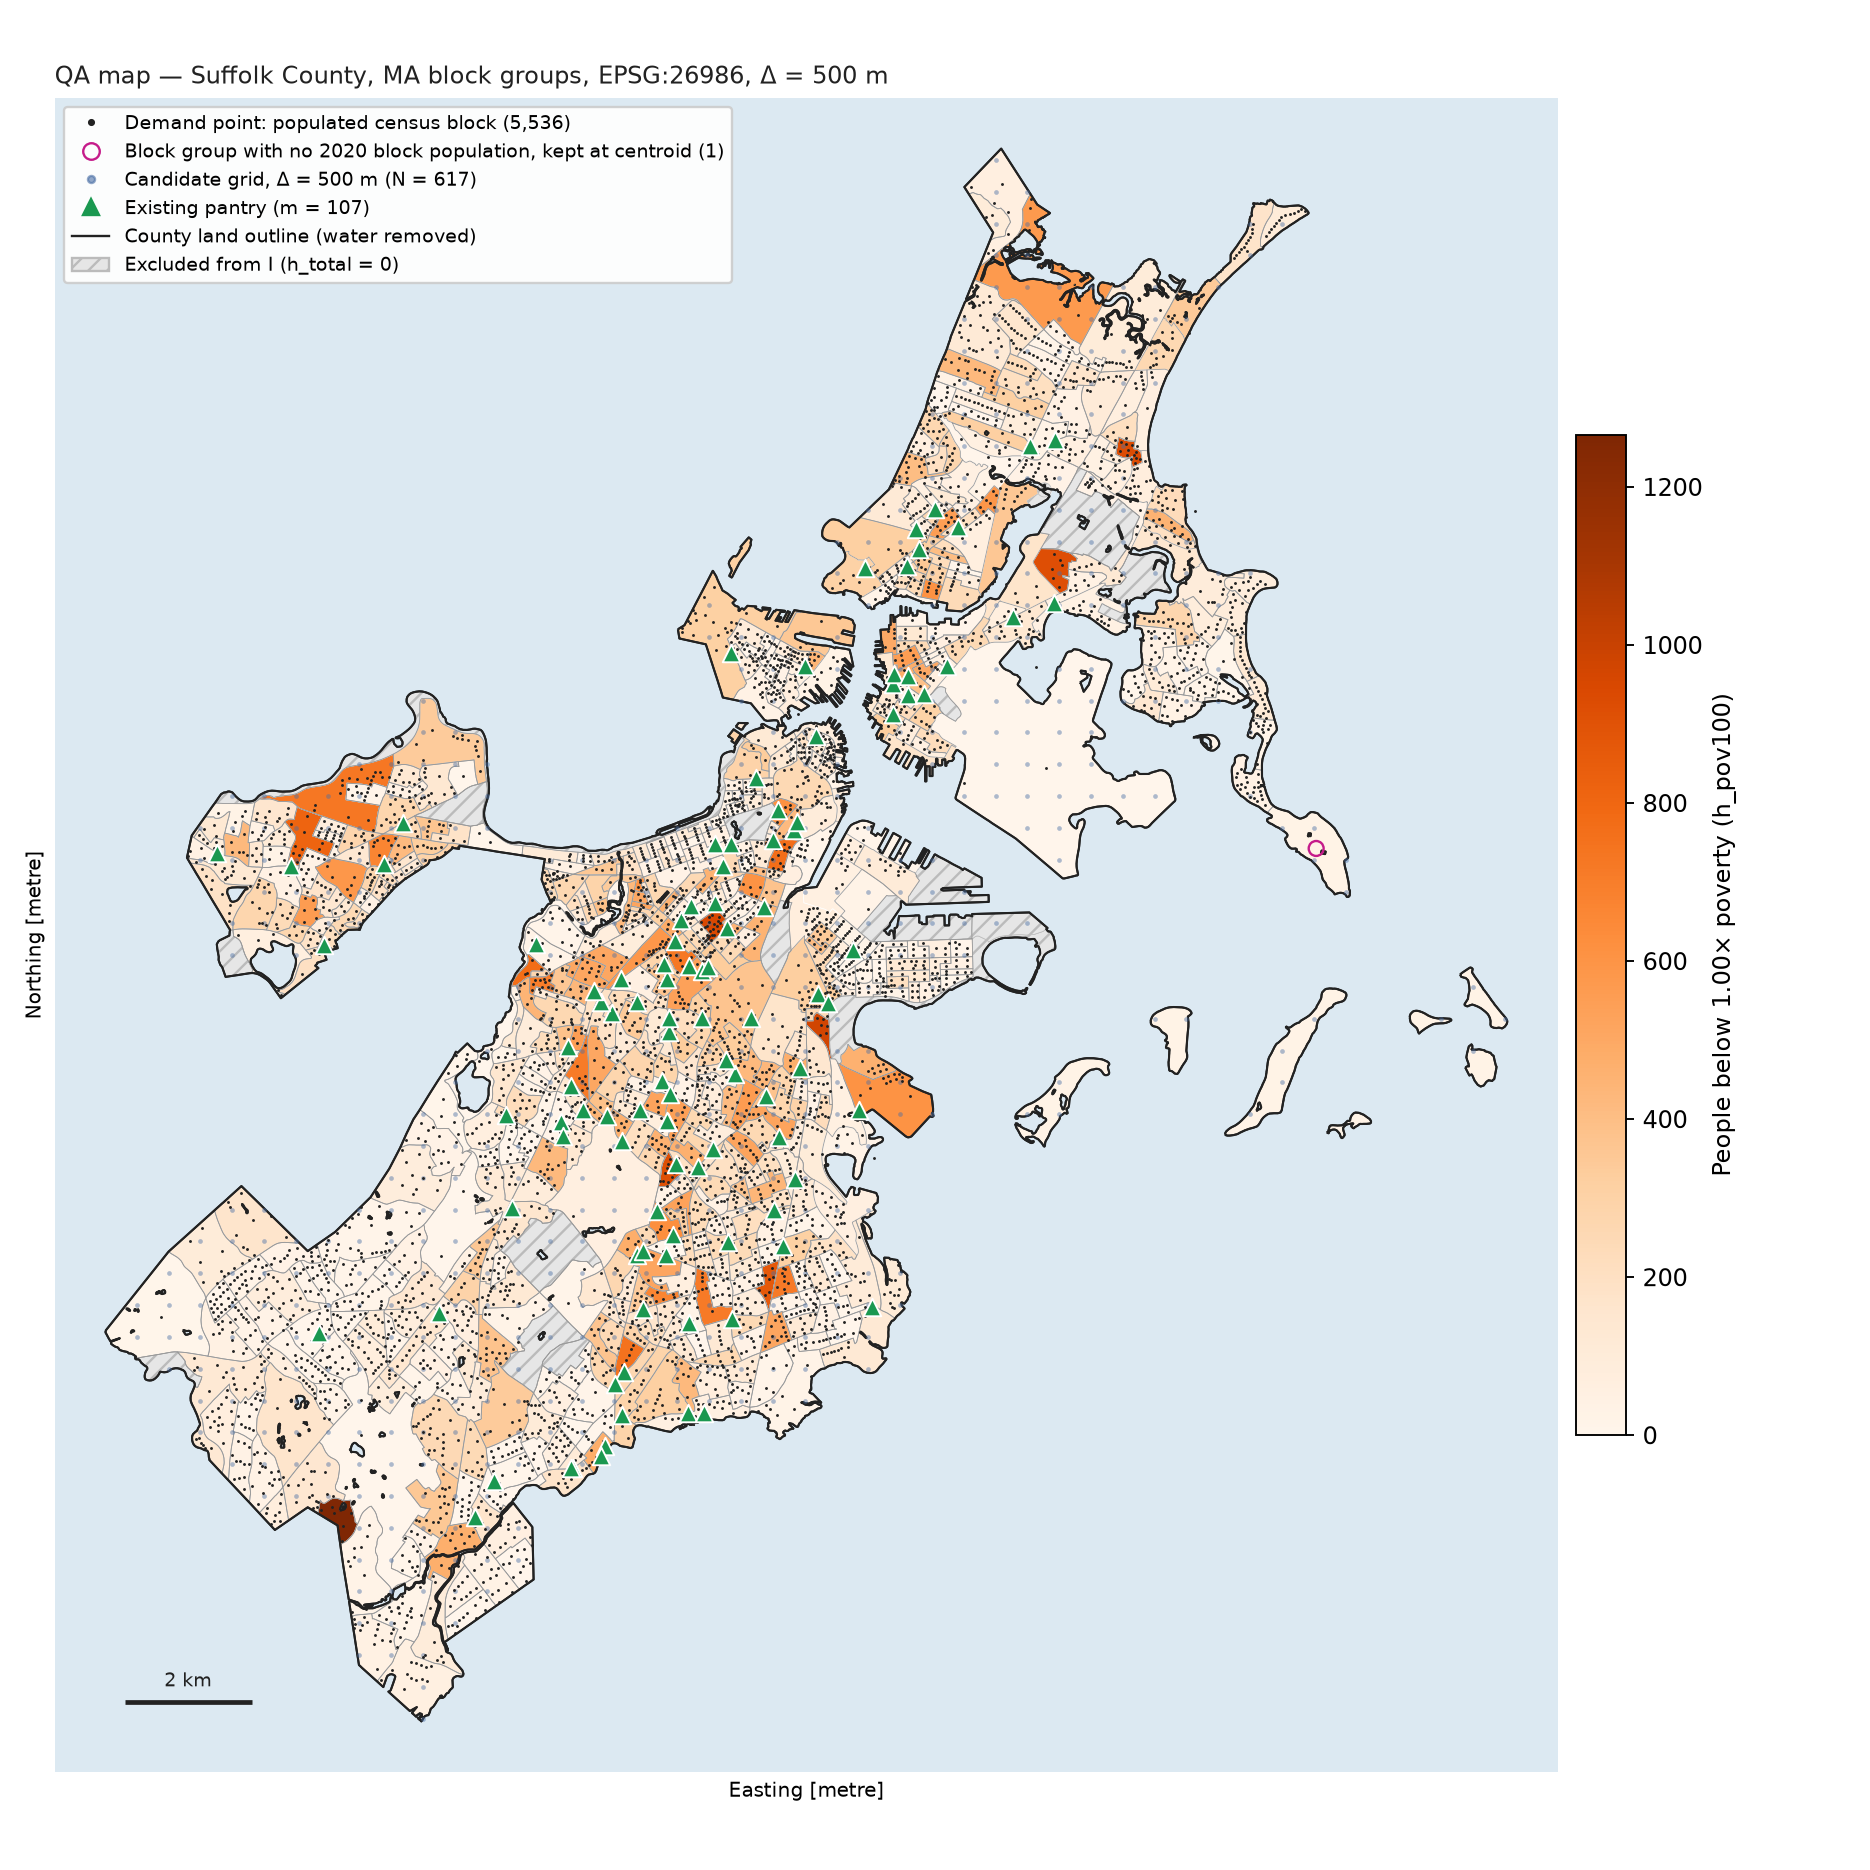 QA map — Suffolk County, MA block groups, EPSG:26986, Δ = 500 m
Demand point: populated census block (5,536)
Block group with no 2020 block population, kept at centroid (1)
Candidate grid, Δ = 500 m (N = 617)
Existing pantry (m = 107)
County land outline (water removed)
Excluded from I (h_total = 0)
1200
1000
800
600
400
200
0
People below 1.00× poverty (h_pov100)
Northing [metre]
2 km
Easting [metre]